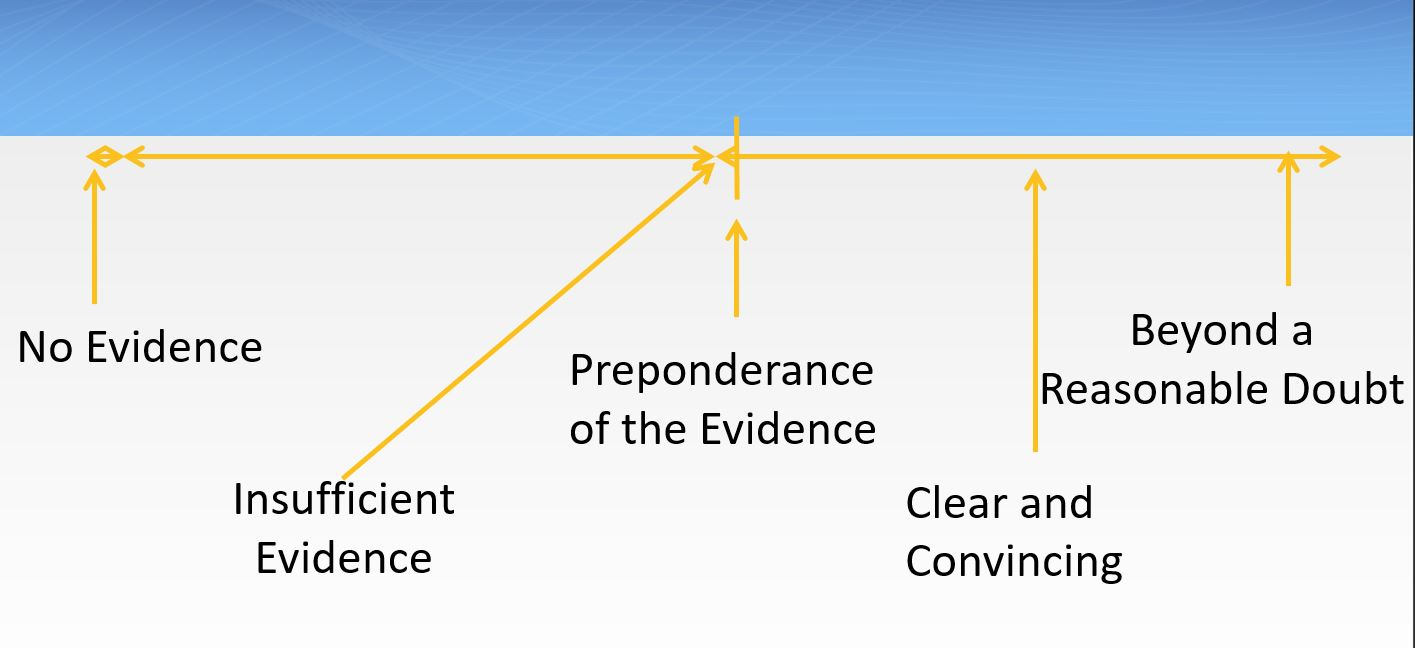 No Evidence
Insufficient
Evidence
Preponderance
of the Evidence
Clear and
Convincing
Beyond a
Reasonable Doubt